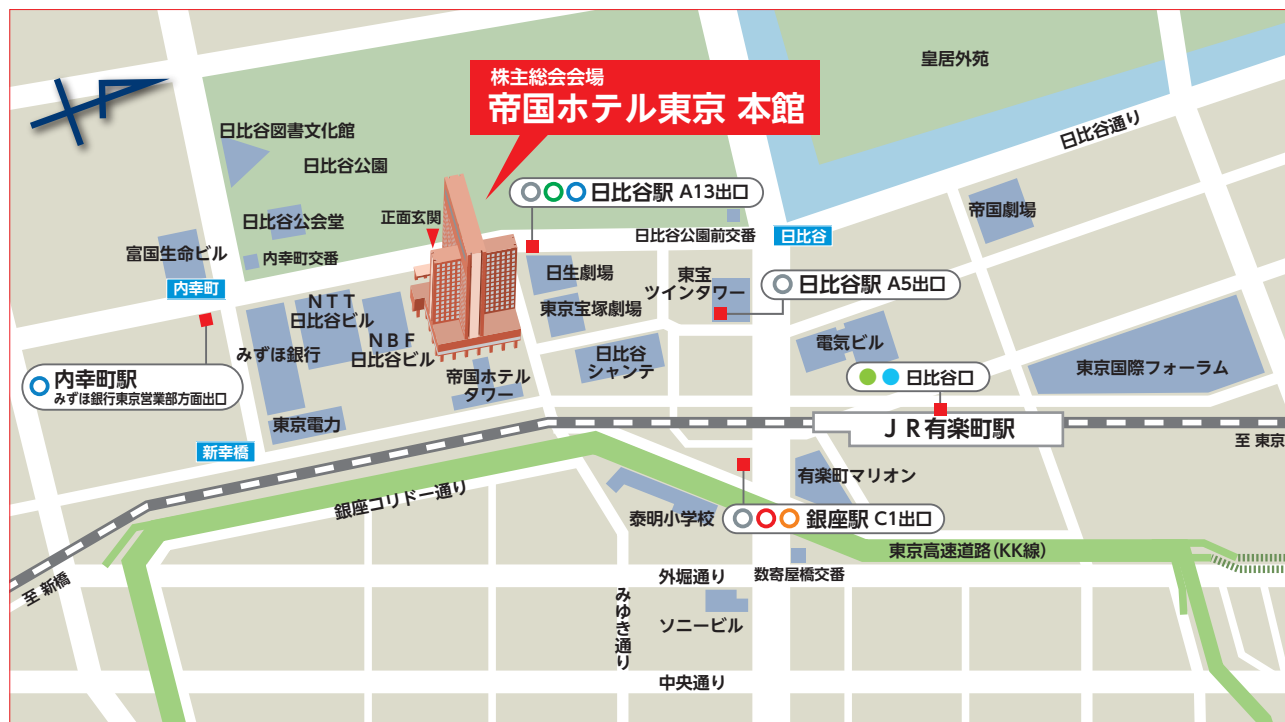 皇居外苑
株主総会会場
帝国ホテル東京 本館
日比谷通り
日比谷図書文化館
日比谷公園
日比谷駅 A13出口
帝国劇場
日比谷公会堂
正面玄関
日比谷公園前交番
日比谷
富国生命ビル
内幸町交番
日生劇場
東宝
ツインタワー
日比谷駅 A5出口
内幸町
NTT
日比谷ビル
東京宝塚劇場
NBF
日比谷ビル
みずほ銀行
日比谷
シャンテ
電気ビル
東京国際フォーラム
内幸町駅
みずほ銀行東京営業部方面出口
帝国ホテル
タワー
日比谷口
東京電力
JR有楽町駅
至 東京
新幸橋
有楽町マリオン
銀座コリドー通り
泰明小学校
銀座駅 C1出口
東京高速道路(KK線)
至 新橋
外堀通り
数寄屋橋交番
みゆき通り
ソニービル
中央通り